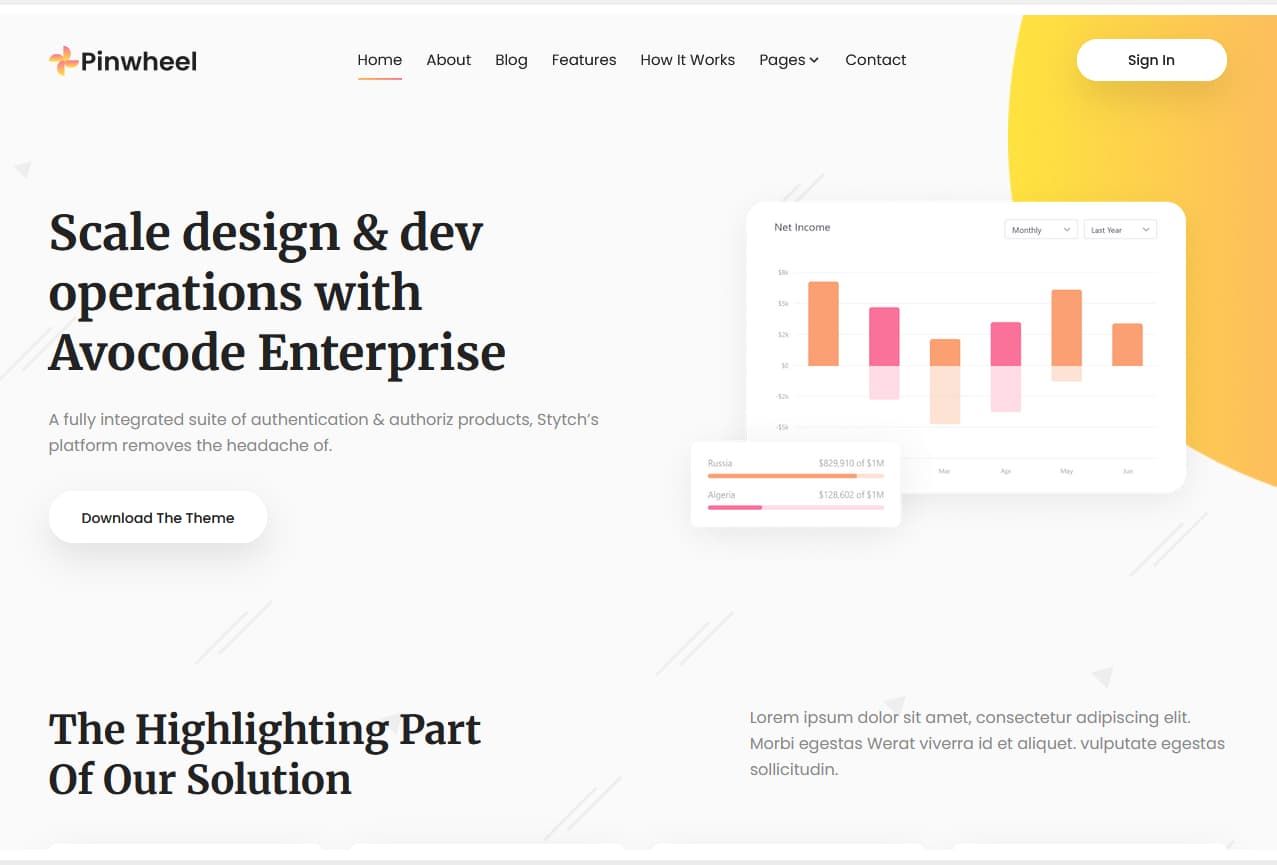 Pinwheel
Home About Blog Features How It Works Pages Contact
Sign In
Scale design & dev
operations with
Avocode Enterprise
A fully integrated suite of authentication & authoriz products, Stytch’s
platform removes the headache of.
Download The Theme
Net Income
Monthly
Last Year
$8k
$5k
$2k
$0
-$2k
-$5k
Mar Apr May Jun
Russia $829,910 of $1M
Algeria $128,602 of $1M
The Highlighting Part
Of Our Solution
Lorem ipsum dolor sit amet, consectetur adipiscing elit.
Morbi egestas Werat viverra id et aliquet. vulputate egestas
sollicitudin.